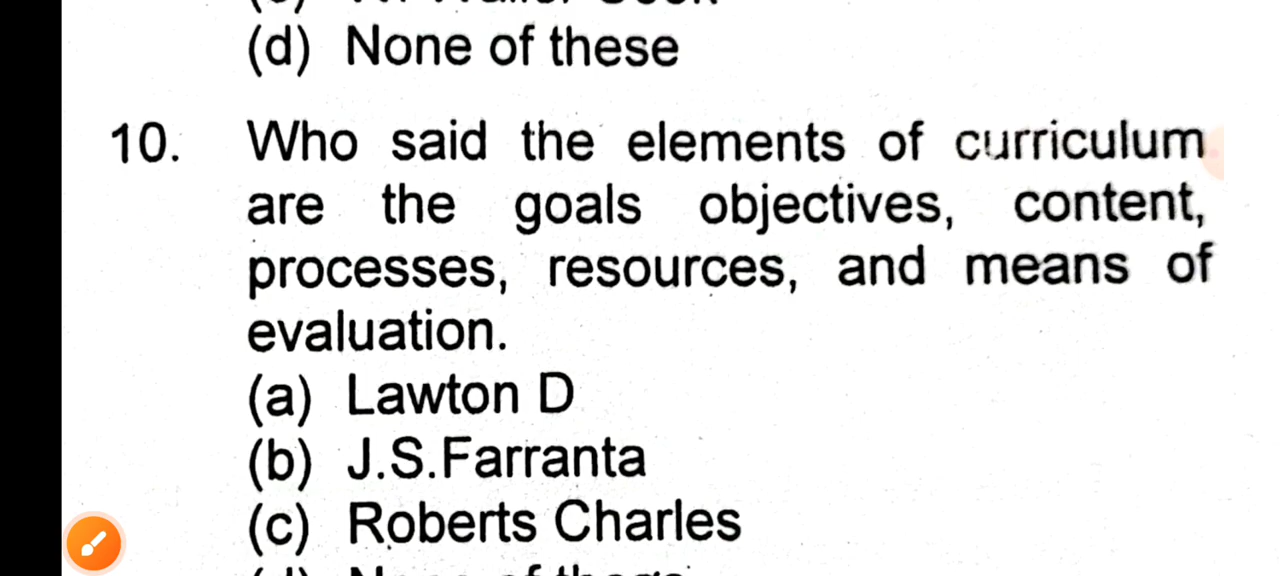 (d) None of these
10. Who said the elements of curriculum
are the goals objectives, content,
processes, resources, and means of
evaluation.
(a) Lawton D
(b) J.S.Farranta
(c) Roberts Charles